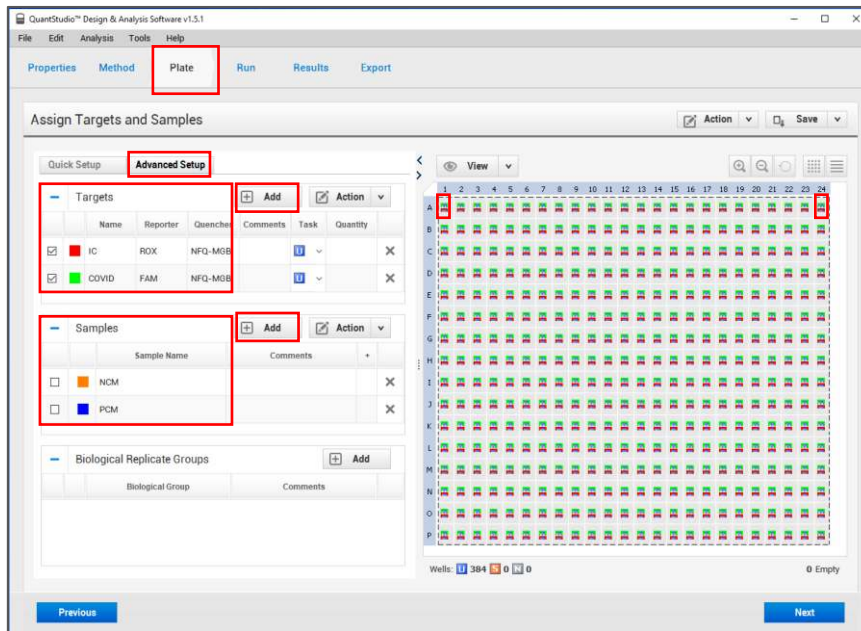 QuantStudio™ Design & Analysis Software v1.5.1
File Edit Analysis Tools Help
Properties Method Plate Run Results Export
Assign Targets and Samples
Action Save
Quick Setup Advanced Setup
View
Targets
Add Action
Name Reporter Quencher Comments Task Quantity
IC ROX NFQ-MGB U
COVID FAM NFQ-MGB U
Samples
Add Action
Sample Name Comments +
NCM
PCM
Biological Replicate Groups
Add
Biological Group Comments
1 2 3 4 5 6 7 8 9 10 11 12 13 14 15 16 17 18 19 20 21 22 23 24
A
B
C
D
E
F
G
H
I
J
K
L
M
N
O
P
Wells: U 384 S 0 N 0
0 Empty
Previous
Next